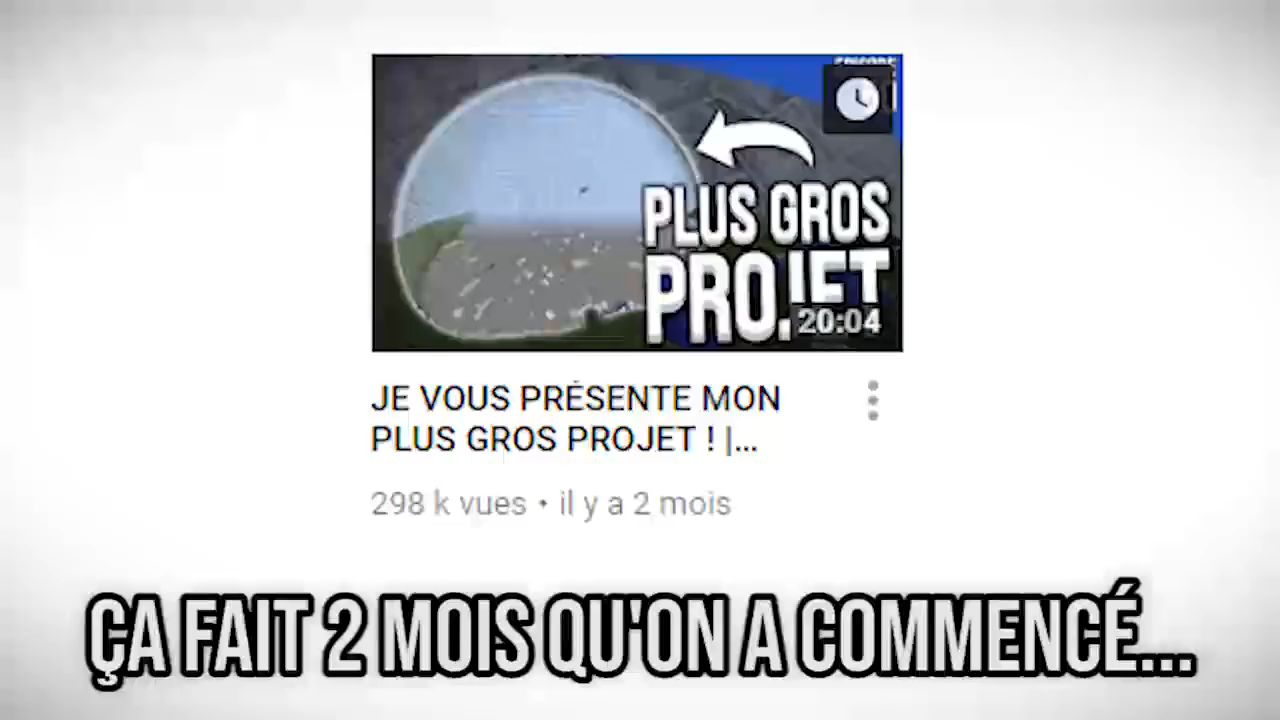 PLUS GROS
PROJET
20:04
JE VOUS PRÉSENTE MON
PLUS GROS PROJET ! |...
298 k vues • il y a 2 mois
ÇA FAIT 2 MOIS QU'ON A COMMENCÉ...